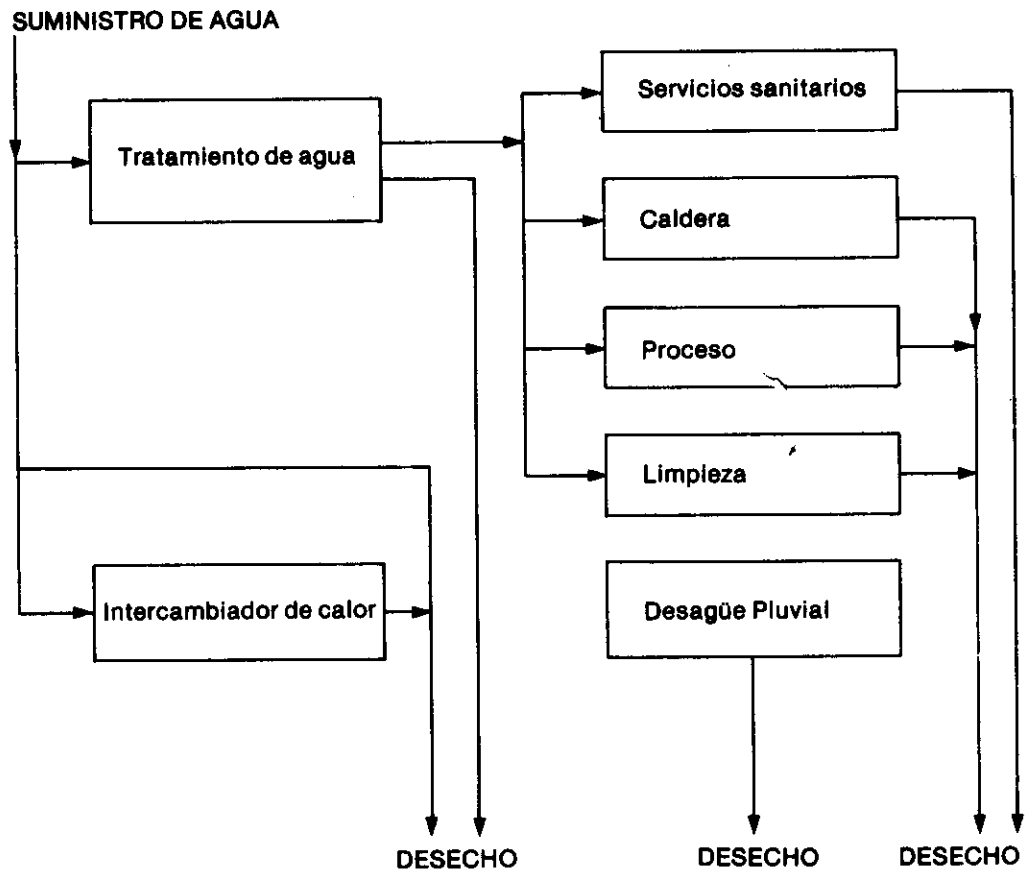 SUMINISTRO DE AGUA
Tratamiento de agua
Servicios sanitarios
Caldera
Proceso
Limpieza
Intercambiador de calor
Desagüe Pluvial
DESECHO
DESECHO
DESECHO